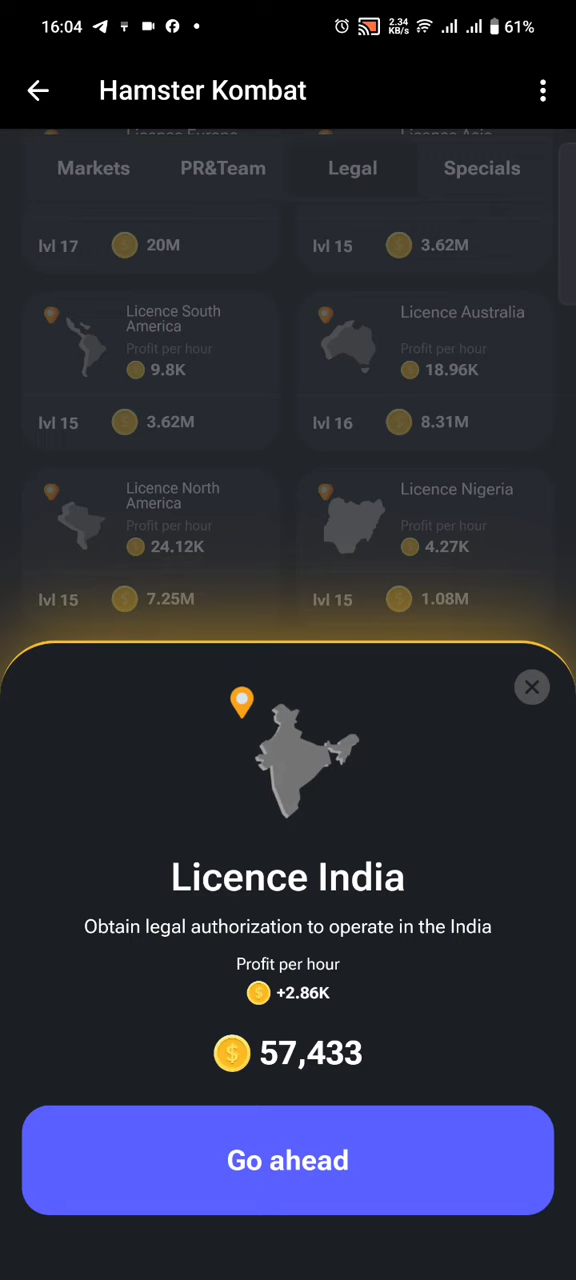 16:04
2.34 KB/s
61%
Hamster Kombat
Licence Europe
Licence Asia
Markets
PR&Team
Legal
Specials
lvl 17
20M
lvl 15
3.62M
Licence South America
Profit per hour
9.8K
lvl 15
3.62M
Licence Australia
Profit per hour
18.96K
lvl 16
8.31M
Licence North America
Profit per hour
24.12K
lvl 15
7.25M
Licence Nigeria
Profit per hour
4.27K
lvl 15
1.08M
Licence India
Obtain legal authorization to operate in the India
Profit per hour
+2.86K
57,433
Go ahead